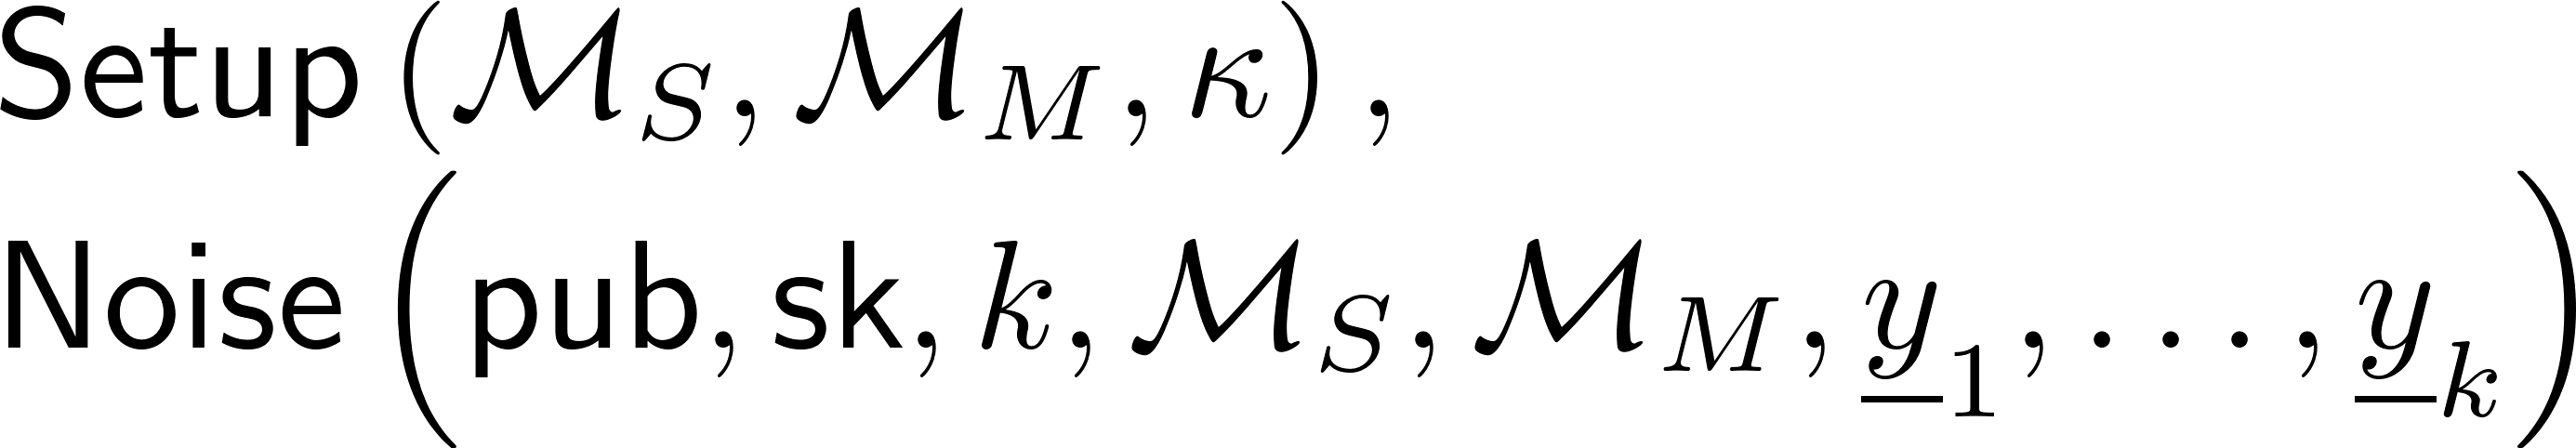 Setup (ℳ_S, ℳ_M, κ),
Noise (pub, sk, k, ℳ_S, ℳ_M, y̲_1, . . . , y̲_k)